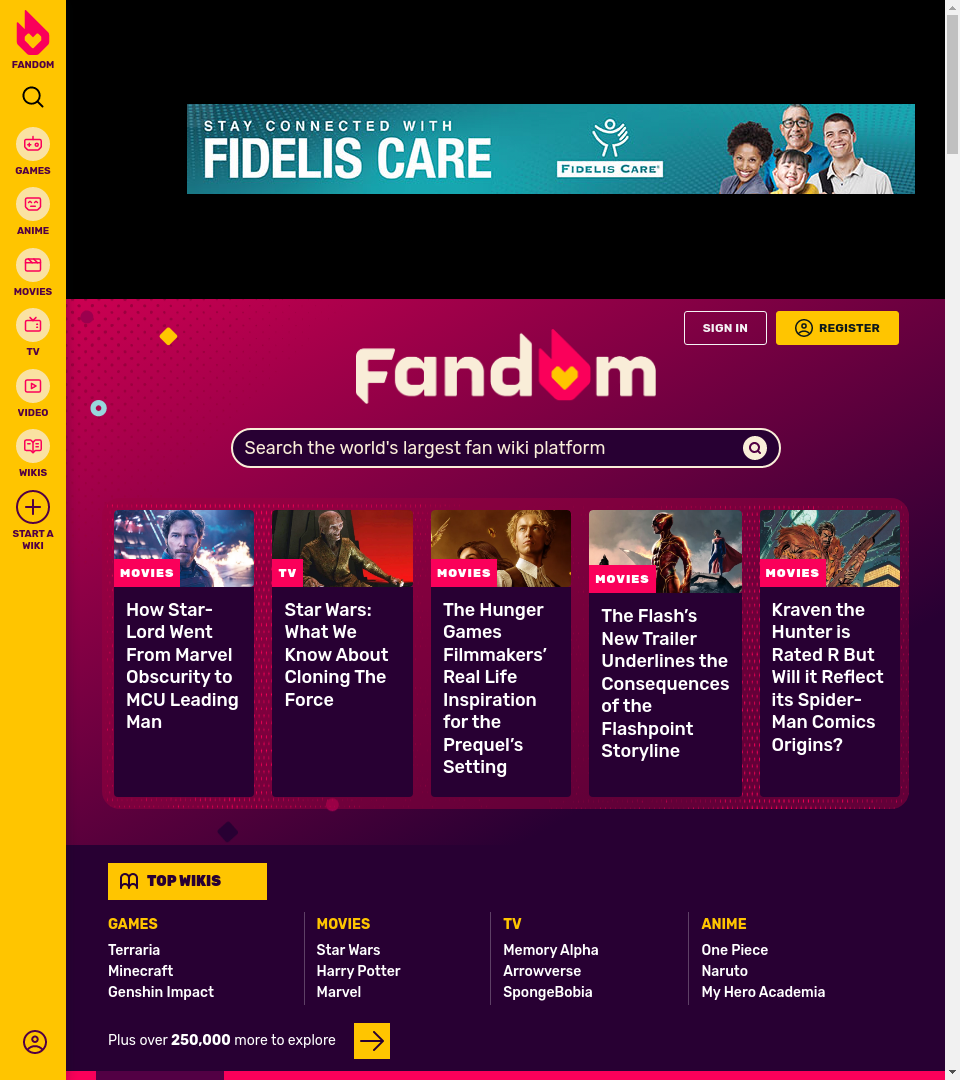 FANDOM
GAMES
ANIME
MOVIES
TV
VIDEO
WIKIS
START A
WIKI
STAY CONNECTED WITH
FIDELIS CARE
FIDELIS CARE®
SIGN IN
REGISTER
Fandom
Search the world's largest fan wiki platform
MOVIES
How Star-
Lord Went
From Marvel
Obscurity to
MCU Leading
Man
TV
Star Wars:
What We
Know About
Cloning The
Force
MOVIES
The Hunger
Games
Filmmakers’
Real Life
Inspiration
for the
Prequel’s
Setting
MOVIES
The Flash’s
New Trailer
Underlines the
Consequences
of the
Flashpoint
Storyline
MOVIES
Kraven the
Hunter is
Rated R But
Will it Reflect
its Spider-
Man Comics
Origins?
TOP WIKIS
GAMES
Terraria
Minecraft
Genshin Impact
MOVIES
Star Wars
Harry Potter
Marvel
TV
Memory Alpha
Arrowverse
SpongeBobia
ANIME
One Piece
Naruto
My Hero Academia
Plus over 250,000 more to explore